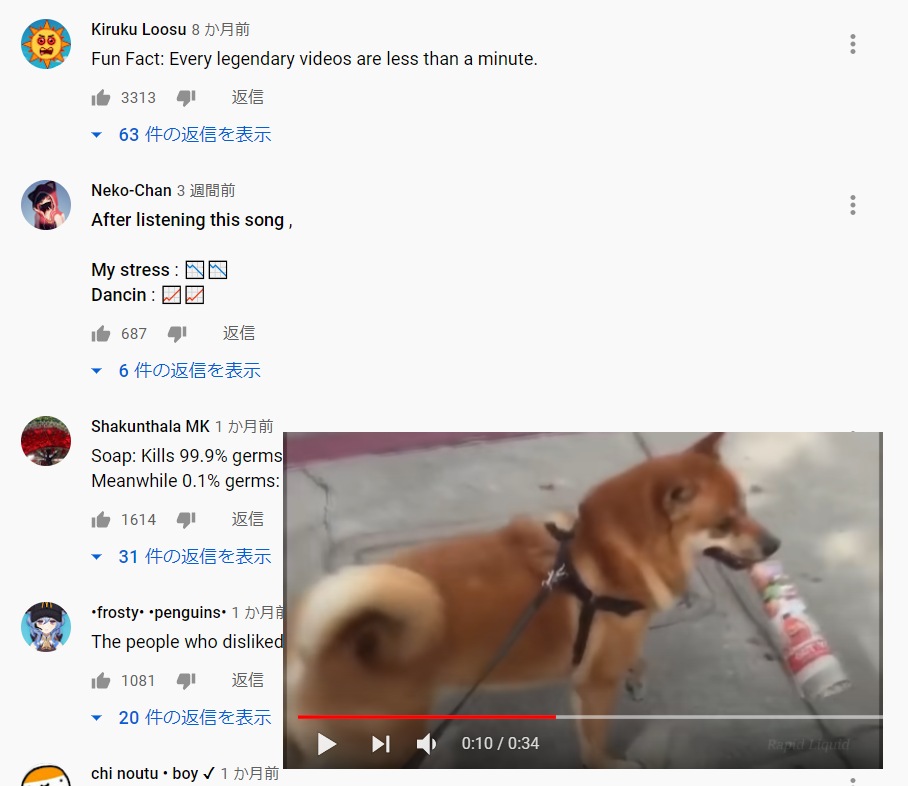 Kiruku Loosu 8 か月前
Fun Fact: Every legendary videos are less than a minute.
3313 返信
63 件の返信を表示
Neko-Chan 3 週間前
After listening this song ,
My stress : 📉📉
Dancin : 📈📈
687 返信
6 件の返信を表示
Shakunthala MK 1 か月前
Soap: Kills 99.9% germs
Meanwhile 0.1% germs:
1614 返信
31 件の返信を表示
•frosty• •penguins• 1 か月前
The people who disliked
1081 返信
20 件の返信を表示
0:10 / 0:34
Rapid Liquid
chi noutu • boy ✓ 1 か月前